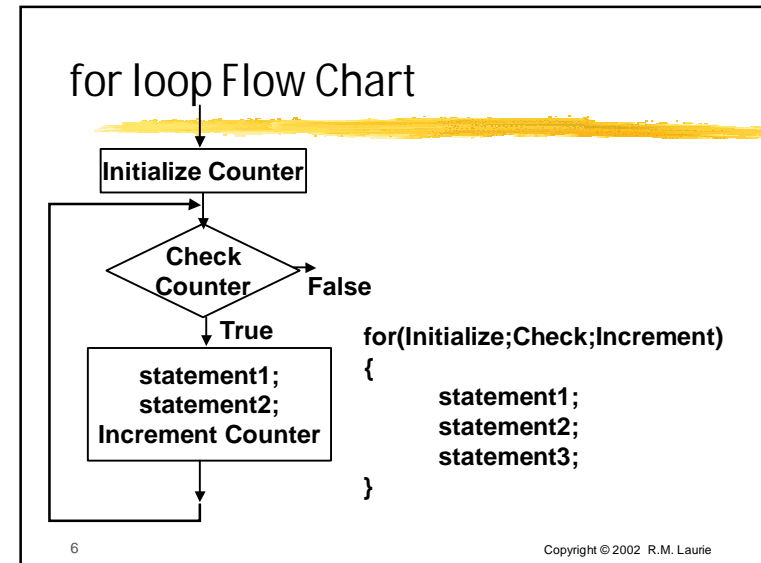 for loop Flow Chart
Initialize Counter
Check
Counter
False
True
statement1;
statement2;
Increment Counter
for(Initialize;Check;Increment)
{
statement1;
statement2;
statement3;
}
6
Copyright © 2002 R.M. Laurie